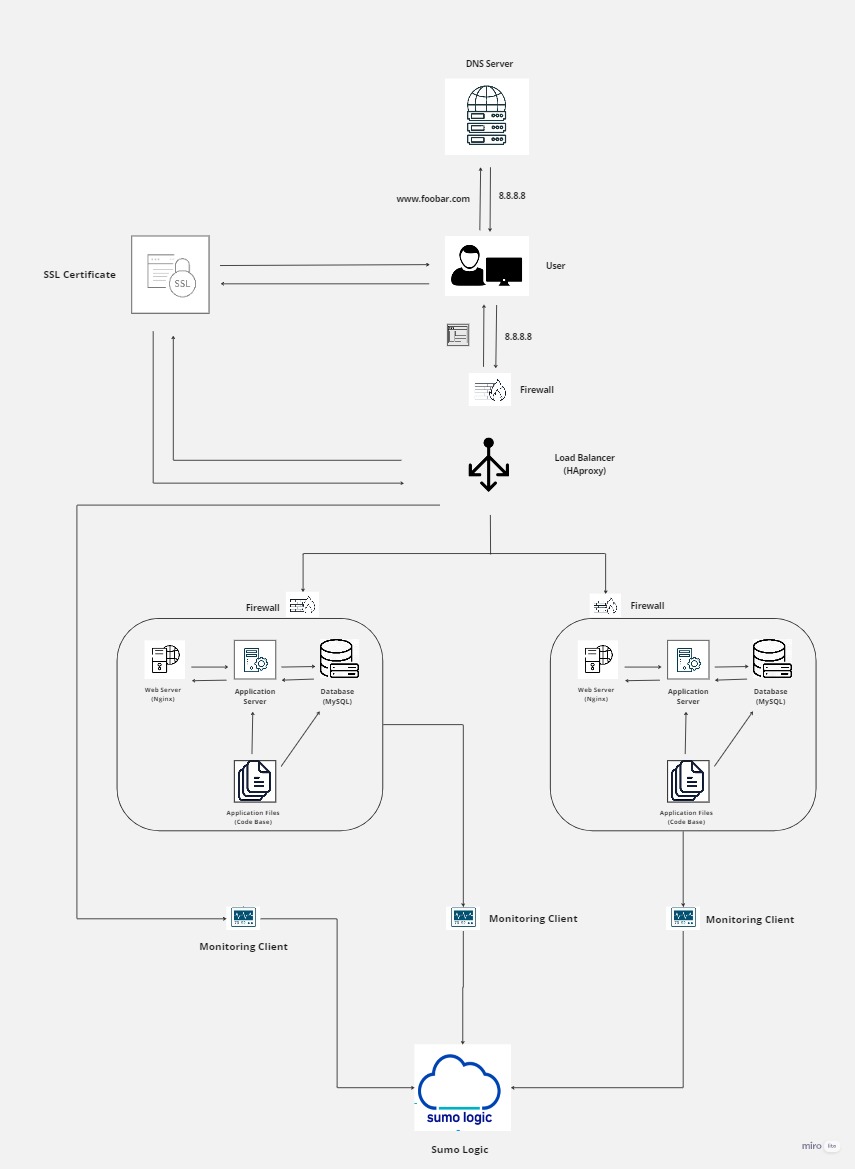 DNS Server
www.foobar.com
8.8.8.8
SSL Certificate
SSL
User
8.8.8.8
Firewall
Load Balancer
(HAproxy)
Firewall
Firewall
Web Server
(Nginx)
Application
Server
Database
(MySQL)
Application Files
(Code Base)
Web Server
(Nginx)
Application
Server
Database
(MySQL)
Application Files
(Code Base)
Monitoring Client
Monitoring Client
Monitoring Client
sumo logic
Sumo Logic
miro lite